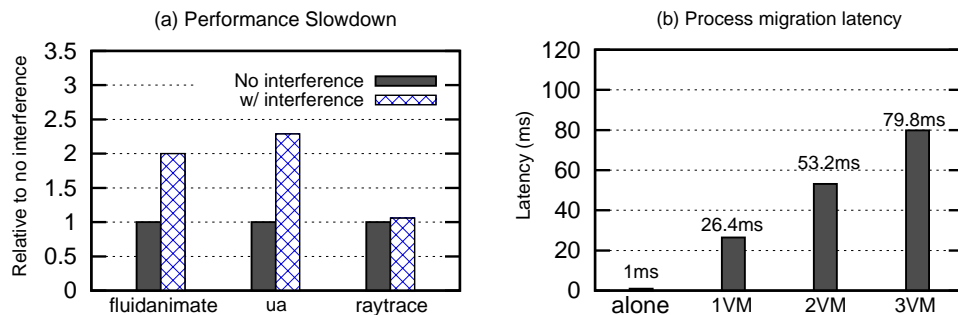 (a) Performance Slowdown
Relative to no interference
3.5
3
2.5
2
1.5
1
0.5
0
No interference
w/ interference
fluidanimate ua raytrace
(b) Process migration latency
Latency (ms)
120
100
80
60
40
20
0
1ms
26.4ms
53.2ms
79.8ms
alone 1VM 2VM 3VM